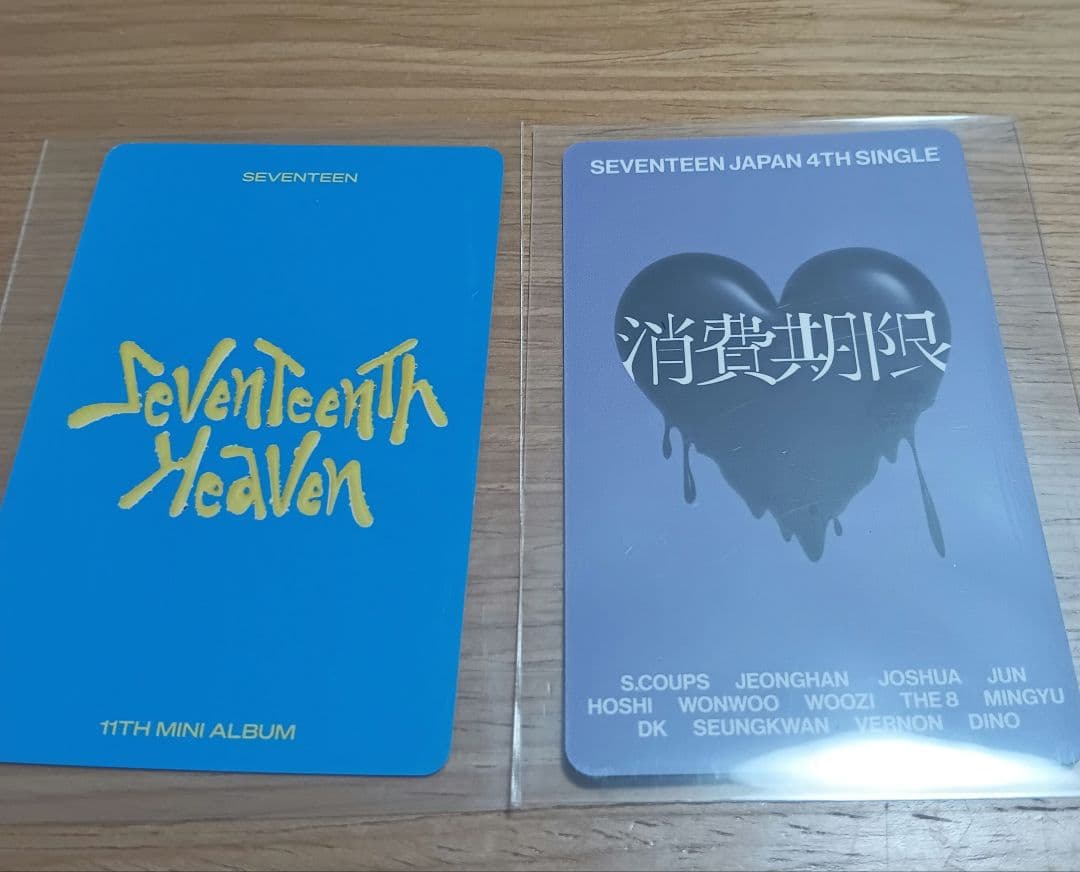 SEVENTEEN
Seventeenth
Heaven
11TH MINI ALBUM
SEVENTEEN JAPAN 4TH SINGLE
消費期限
S.COUPS JEONGHAN JOSHUA JUN
HOSHI WONWOO WOOZI THE 8 MINGYU
DK SEUNGKWAN VERNON DINO